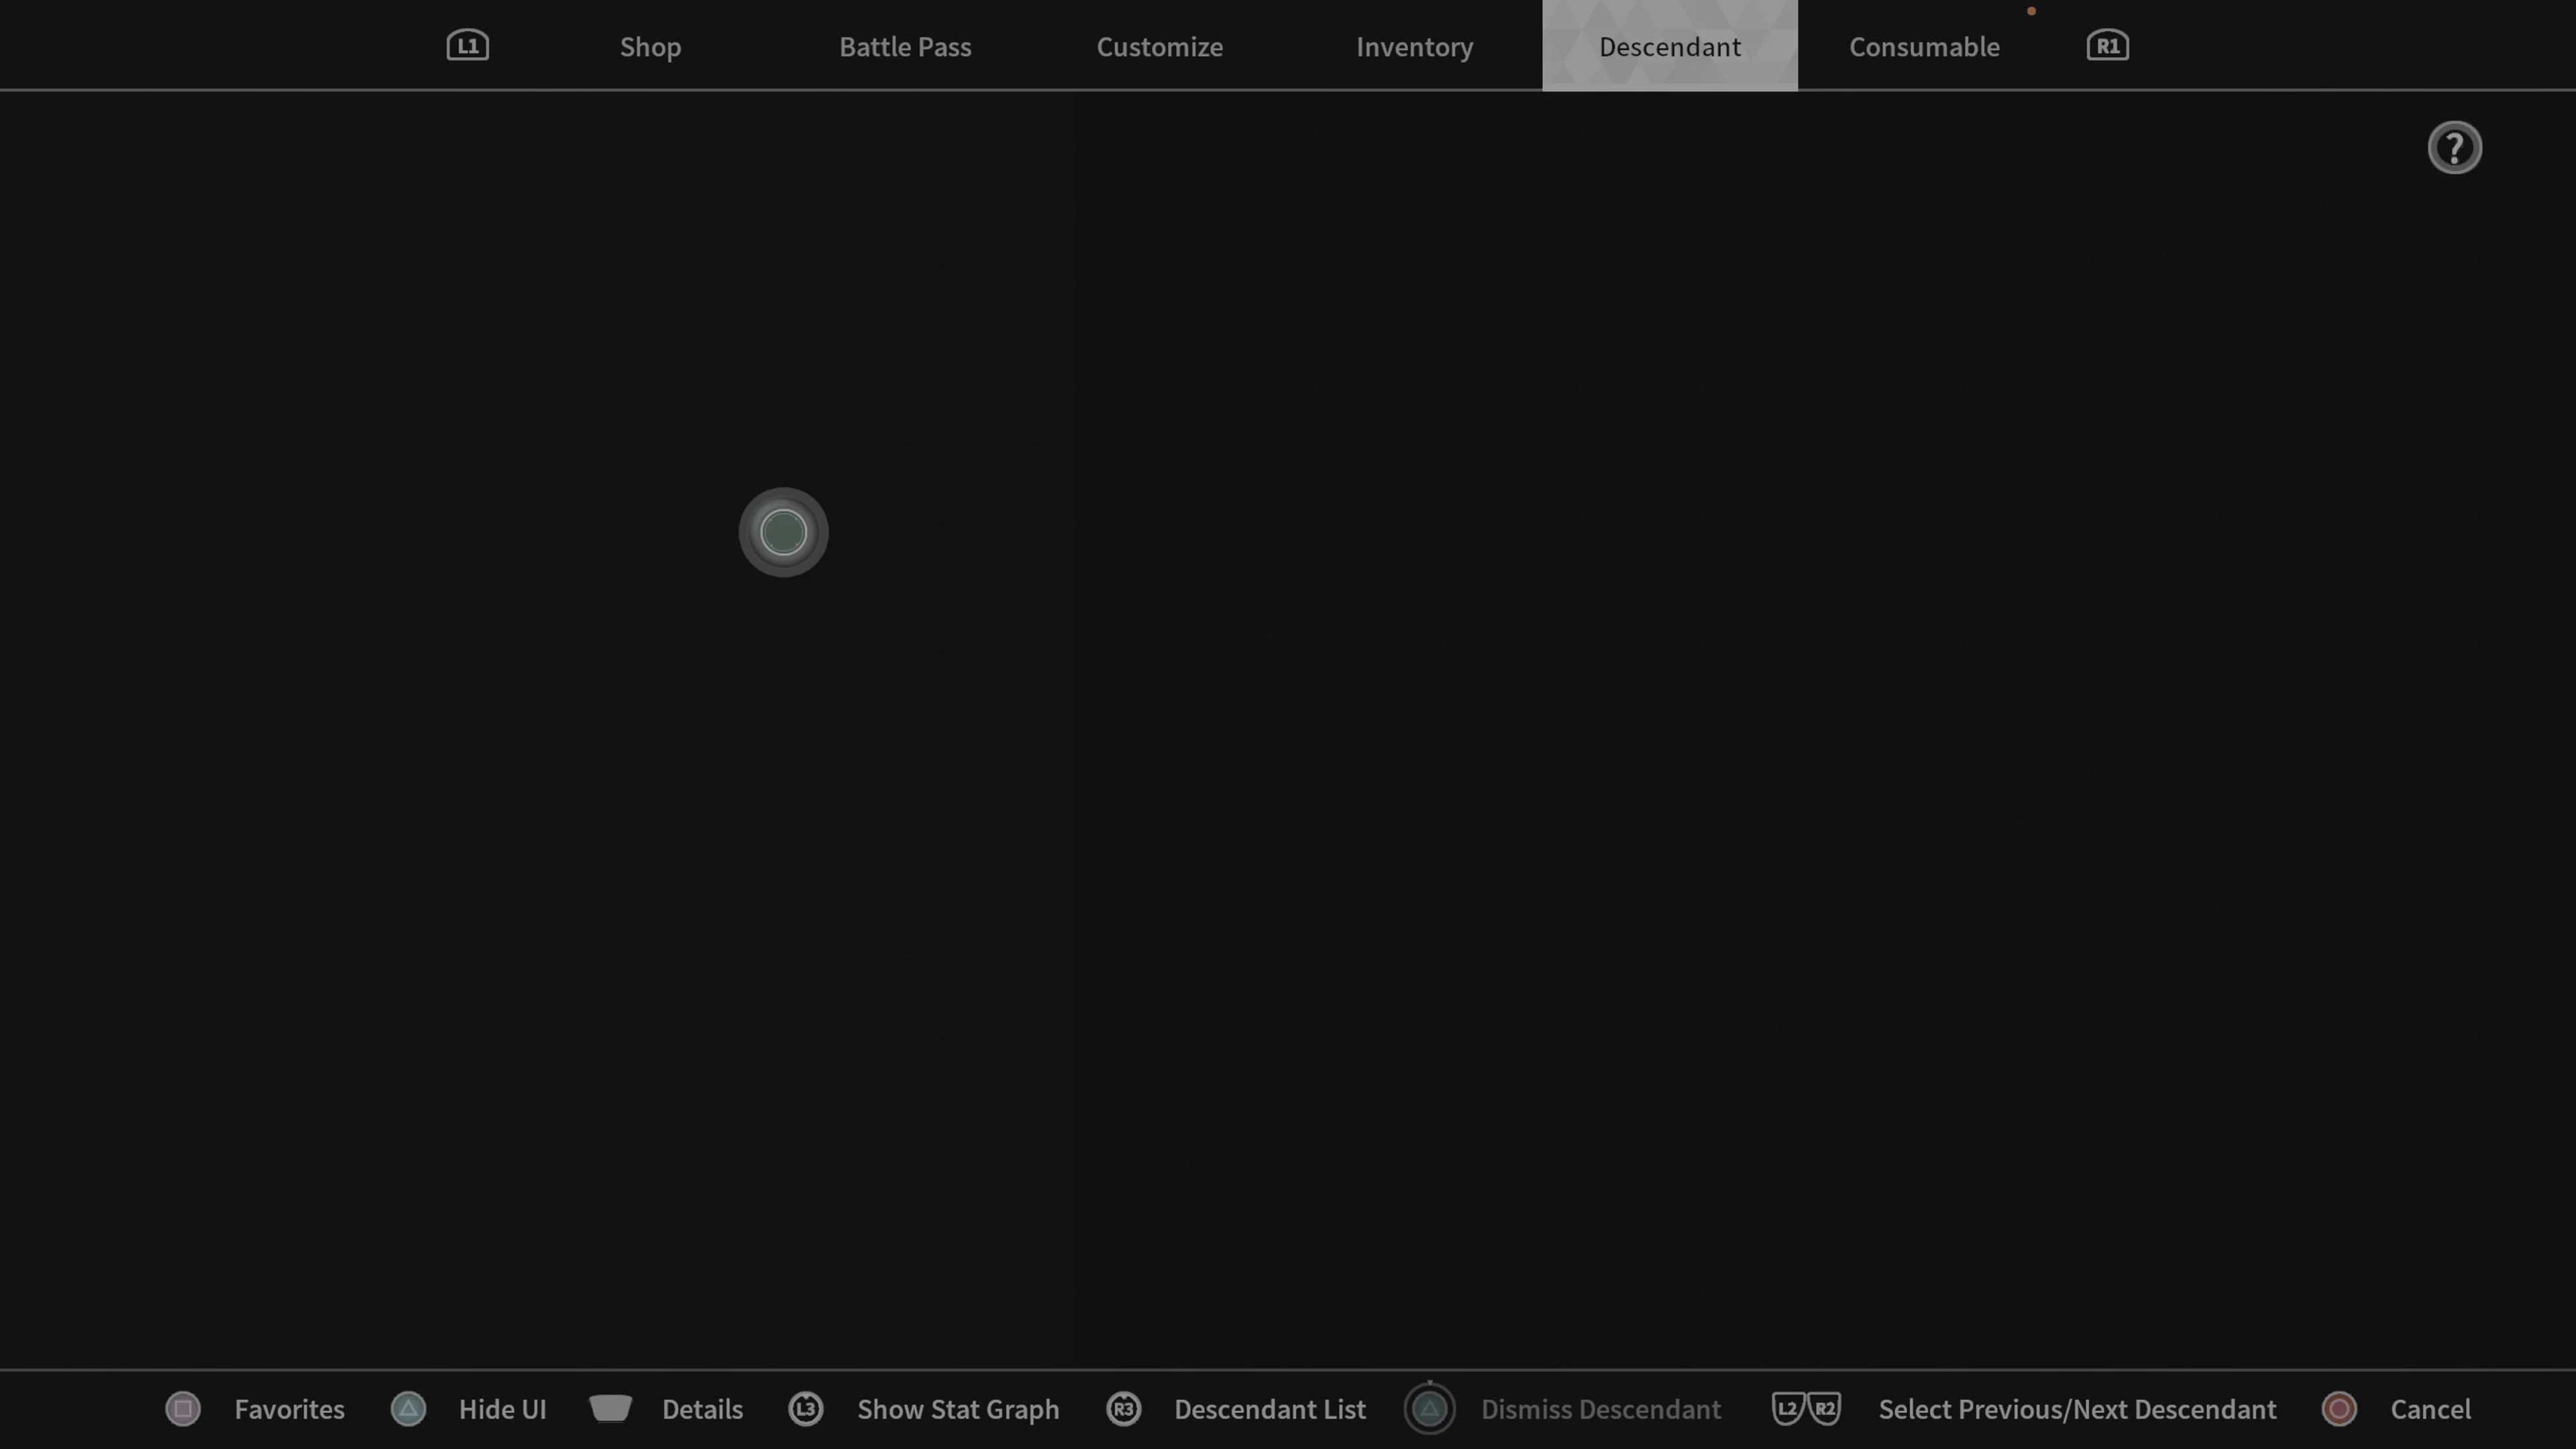 L1 Shop Battle Pass Customize Inventory Descendant Consumable R1
?
Favorites Hide UI Details L3 Show Stat Graph R3 Descendant List Dismiss Descendant L2 R2 Select Previous/Next Descendant Cancel